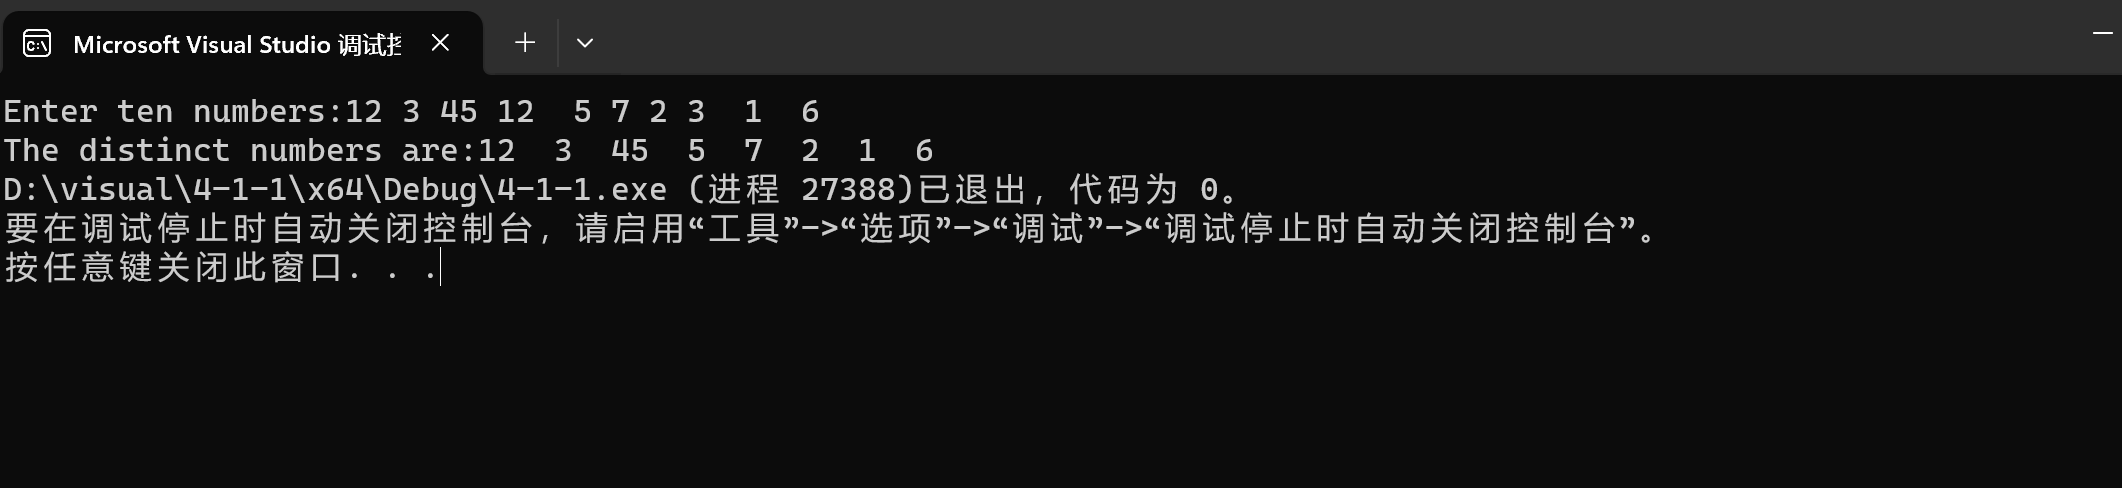 Microsoft Visual Studio 调试
Enter ten numbers:12 3 45 12  5 7 2 3  1  6
The distinct numbers are:12  3  45  5  7  2  1  6
D:\visual\4-1-1\x64\Debug\4-1-1.exe (进程 27388)已退出，代码为 0。
要在调试停止时自动关闭控制台，请启用“工具”->“选项”->“调试”->“调试停止时自动关闭控制台”。
按任意键关闭此窗口. . .